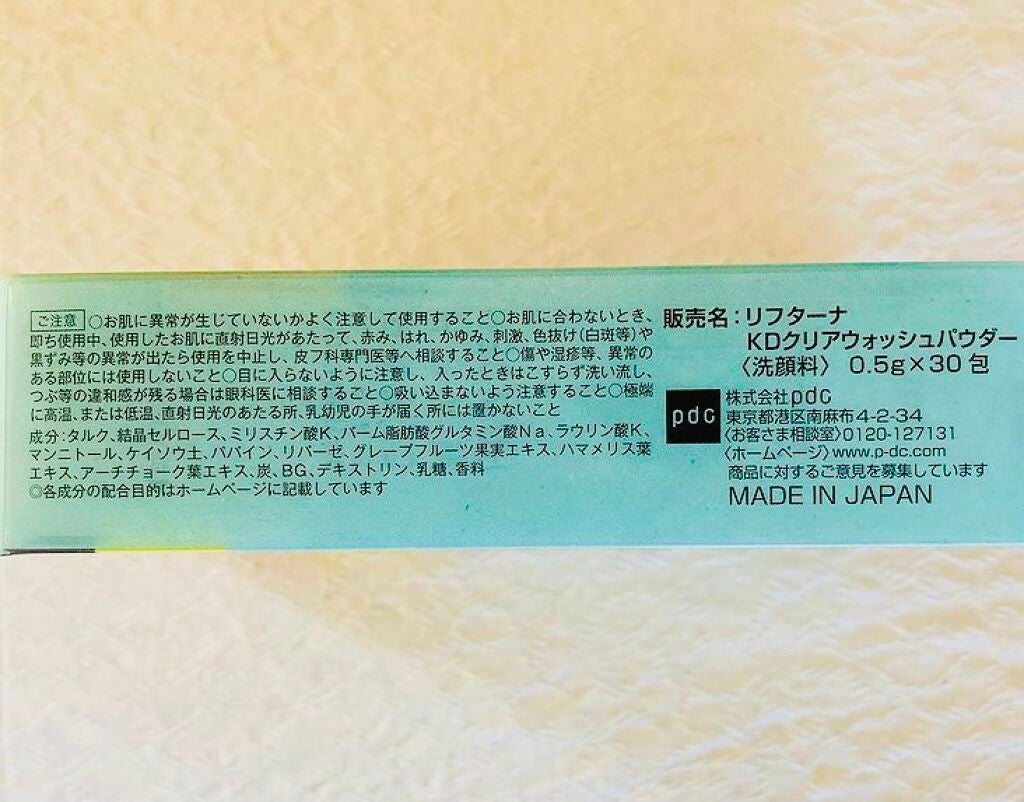 ご注意 ○お肌に異常が生じていないかよく注意して使用すること○お肌に合わないとき、
即ち使用中、使用したお肌に直射日光があたって、赤み、はれ、かゆみ、刺激、色抜け(白斑等)や
黒ずみ等の異常が出たら使用を中止し、皮フ科専門医等へ相談すること○傷や湿疹等、異常の
ある部位には使用しないこと○目に入らないように注意し、入ったときはこすらず洗い流し、
つぶ等の違和感が残る場合は眼科医に相談すること○吸い込まないよう注意すること○極端
に高温、または低温、直射日光のあたる所、乳幼児の手が届く所には置かないこと
成分:タルク、結晶セルロース、ミリスチン酸K、パーム脂肪酸グルタミン酸Na、ラウリン酸K、
マンニトール、ケイソウ土、パパイン、リパーゼ、グレープフルーツ果実エキス、ハマメリス葉
エキス、アーチチョーク葉エキス、炭、BG、デキストリン、乳糖、香料
◎各成分の配合目的はホームページに記載しています
販売名:リフターナ
KDクリアウォッシュパウダー
〈洗顔料〉 0.5g×30包
pdc
株式会社pdc
東京都港区南麻布4-2-34
〈お客さま相談室〉0120-127131
〈ホームページ〉www.p-dc.com
商品に対するご意見を募集しています
MADE IN JAPAN